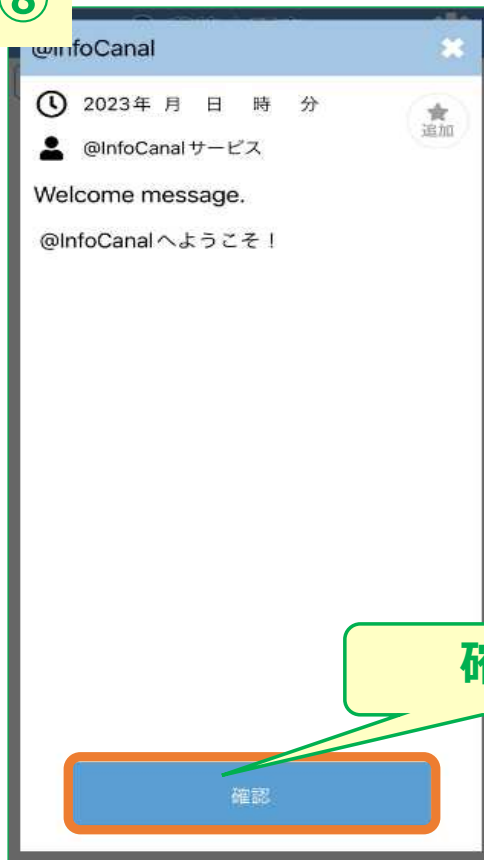 ⑧
@InfoCanal
2023年 月 日 時 分
追加
@InfoCanalサービス
Welcome message.
@InfoCanalへようこそ！
確
確認